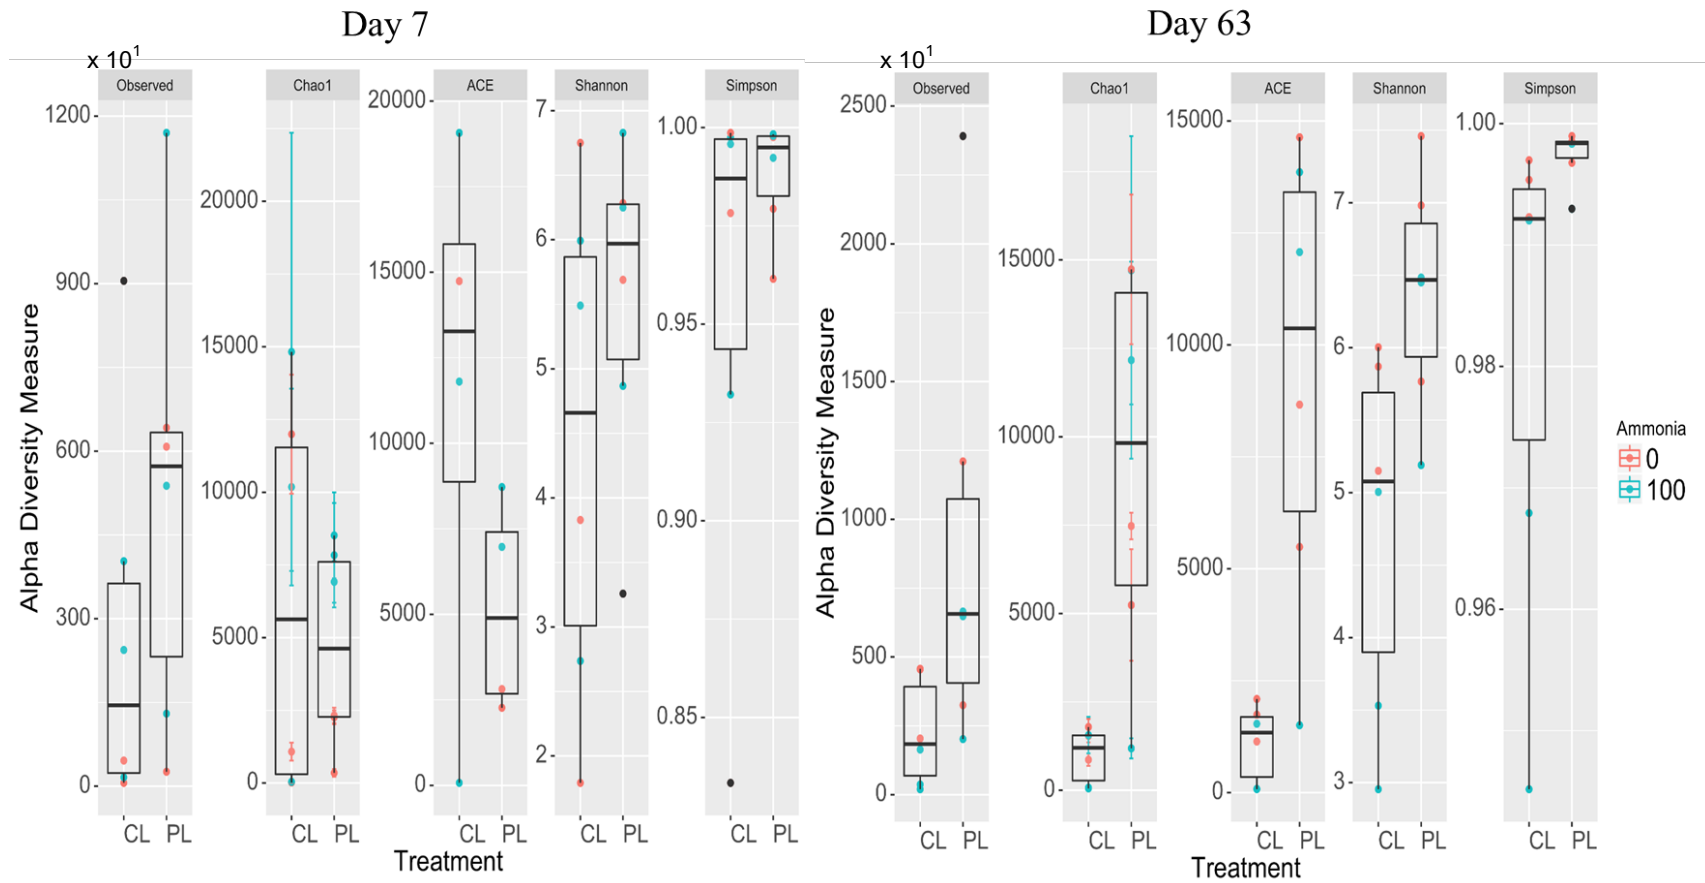 Day 7
Day 63
x 10¹
x 10¹
Observed
Chao1
ACE
Shannon
Simpson
Observed
Chao1
ACE
Shannon
Simpson
Alpha Diversity Measure
1200
900
600
300
0
20000
15000
10000
5000
0
20000
15000
10000
5000
0
7
6
5
4
3
2
1.00
0.95
0.90
0.85
Alpha Diversity Measure
2500
2000
1500
1000
500
0
15000
10000
5000
0
15000
10000
5000
0
7
6
5
4
3
1.00
0.98
0.96
CL PL
CL PL
CL PL
CL PL
CL PL
CL PL
CL PL
CL PL
CL PL
CL PL
Treatment
Treatment
Ammonia
0
100